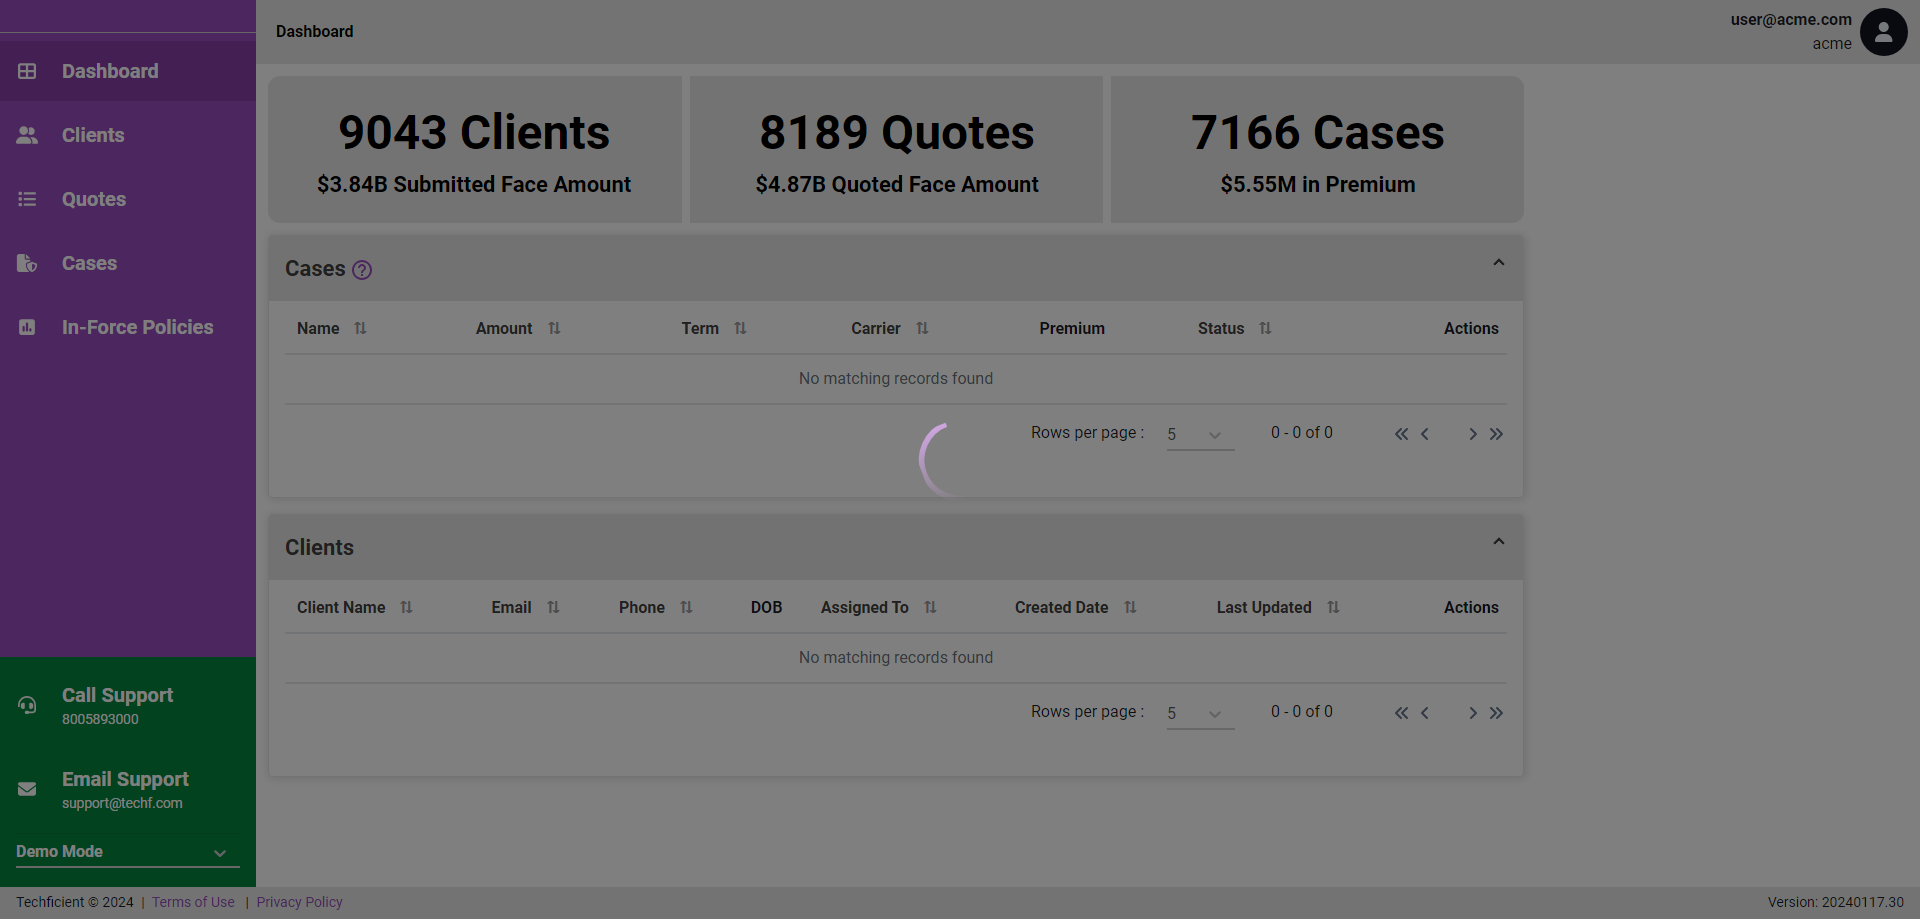 Dashboard
user@acme.com
acme
Dashboard
Clients
Quotes
Cases
In-Force Policies
9043 Clients
$3.84B Submitted Face Amount
8189 Quotes
$4.87B Quoted Face Amount
7166 Cases
$5.55M in Premium
Cases ?
Name Amount Term Carrier Premium Status Actions
No matching records found
Rows per page : 5 0 - 0 of 0
Clients
Client Name Email Phone DOB Assigned To Created Date Last Updated Actions
No matching records found
Rows per page : 5 0 - 0 of 0
Call Support
8005893000
Email Support
support@techf.com
Demo Mode
Techficient © 2024 | Terms of Use | Privacy Policy
Version: 20240117.30